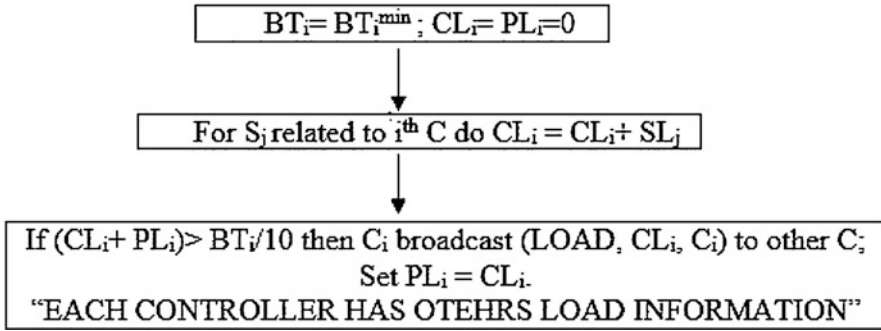 BTᵢ= BTᵢᵐⁱⁿ ; CLᵢ= PLᵢ=0
For Sⱼ related to iᵗʰ C do CLᵢ = CLᵢ+ SLⱼ
If (CLᵢ+ PLᵢ)> BTᵢ/10 then Cᵢ broadcast (LOAD, CLᵢ, Cᵢ) to other C;
Set PLᵢ = CLᵢ.
“EACH CONTROLLER HAS OTEHRS LOAD INFORMATION”